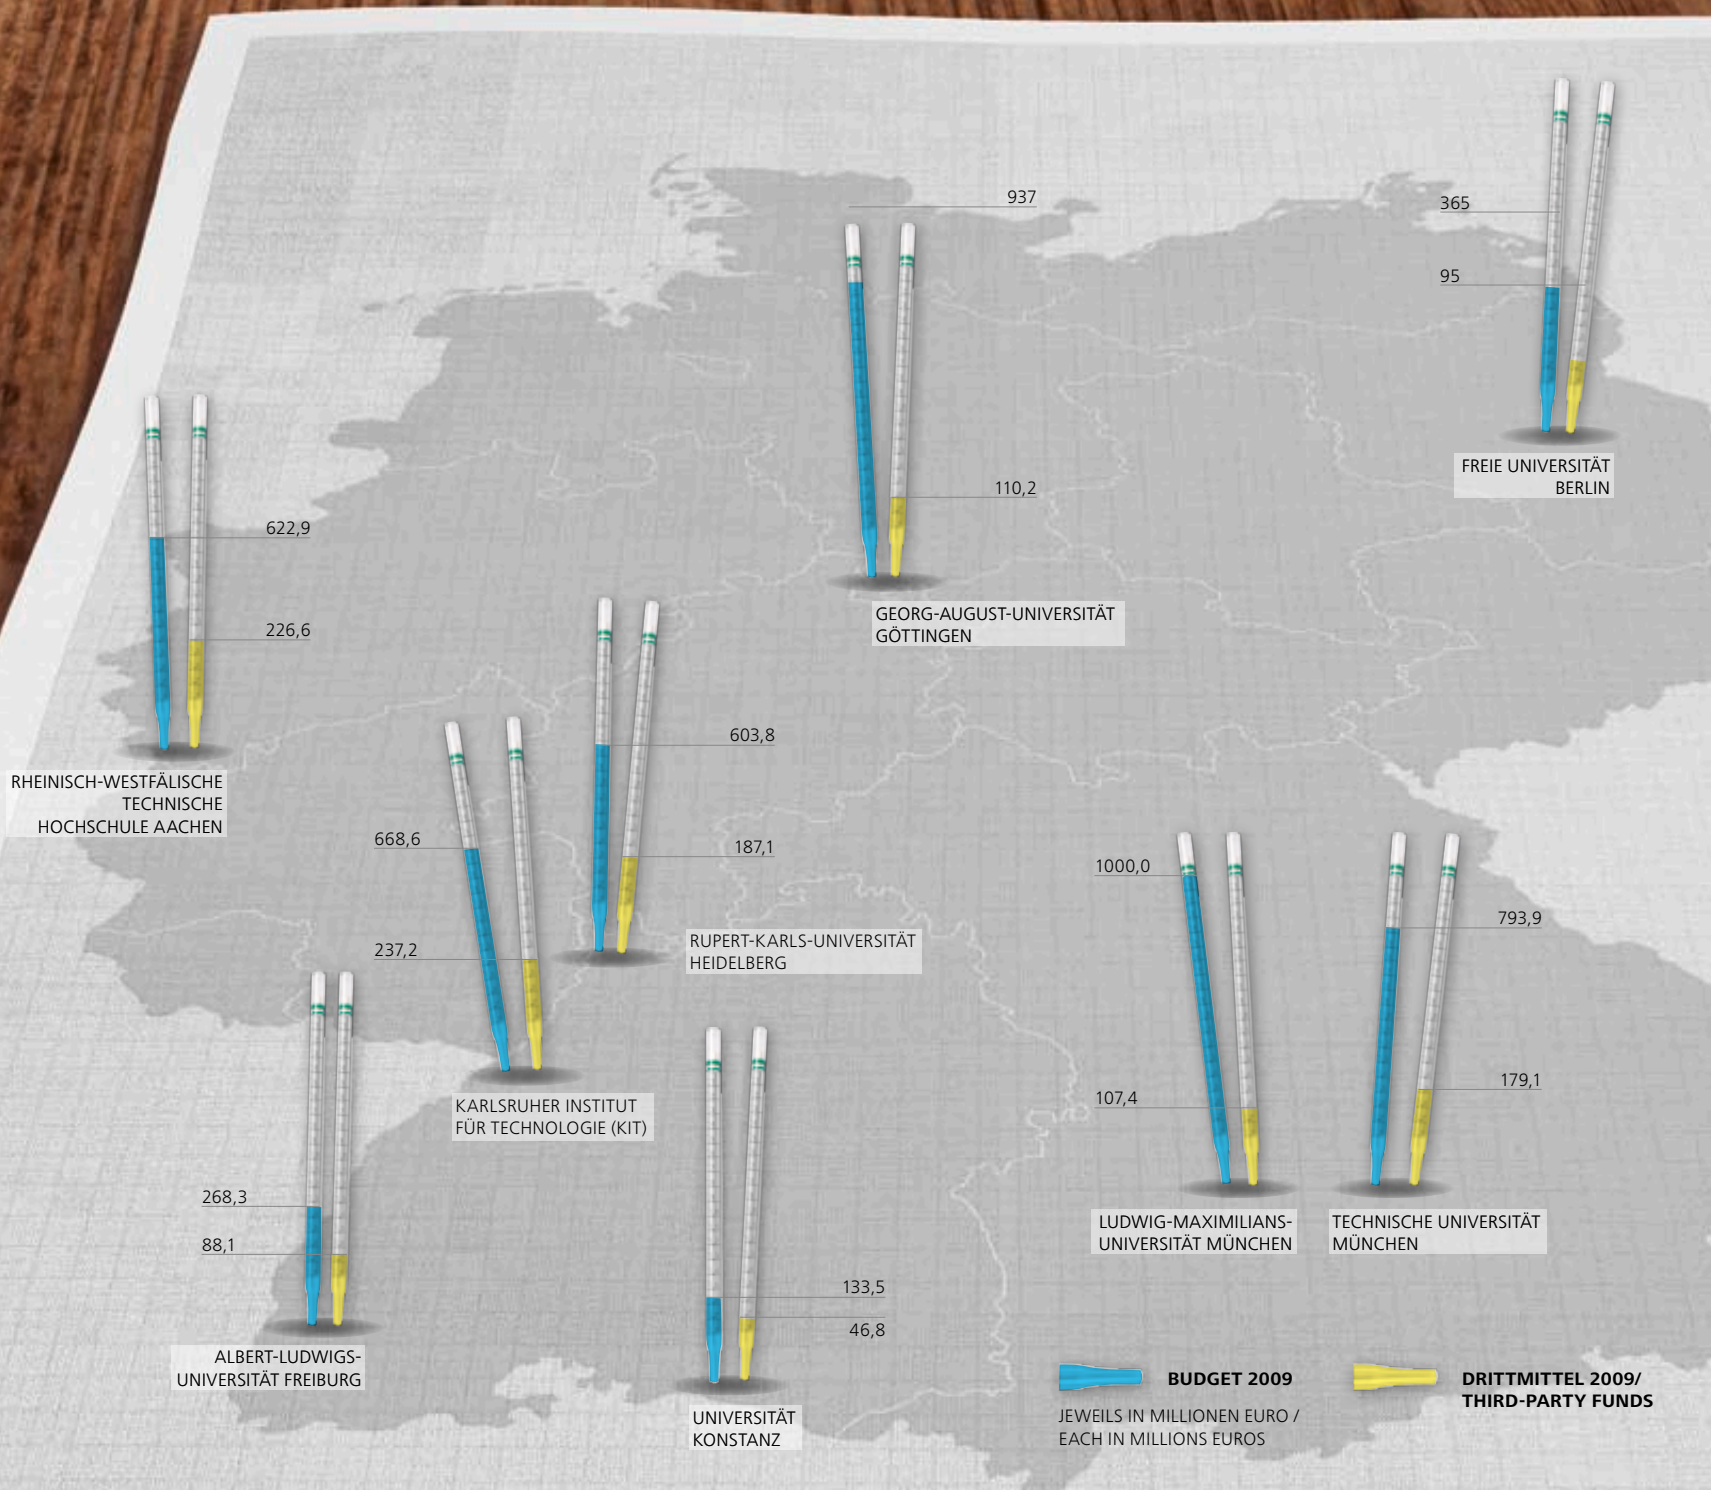 937
365
95
FREIE UNIVERSITÄT
BERLIN
110,2
GEORG-AUGUST-UNIVERSITÄT
GÖTTINGEN
622,9
226,6
RHEINISCH-WESTFÄLISCHE
TECHNISCHE
HOCHSCHULE AACHEN
603,8
187,1
RUPERT-KARLS-UNIVERSITÄT
HEIDELBERG
668,6
237,2
KARLSRUHER INSTITUT
FÜR TECHNOLOGIE (KIT)
1000,0
107,4
LUDWIG-MAXIMILIANS-
UNIVERSITÄT MÜNCHEN
793,9
179,1
TECHNISCHE UNIVERSITÄT
MÜNCHEN
268,3
88,1
ALBERT-LUDWIGS-
UNIVERSITÄT FREIBURG
133,5
46,8
UNIVERSITÄT
KONSTANZ
BUDGET 2009
DRITTMITTEL 2009/
THIRD-PARTY FUNDS
JEWEILS IN MILLIONEN EURO /
EACH IN MILLIONS EUROS